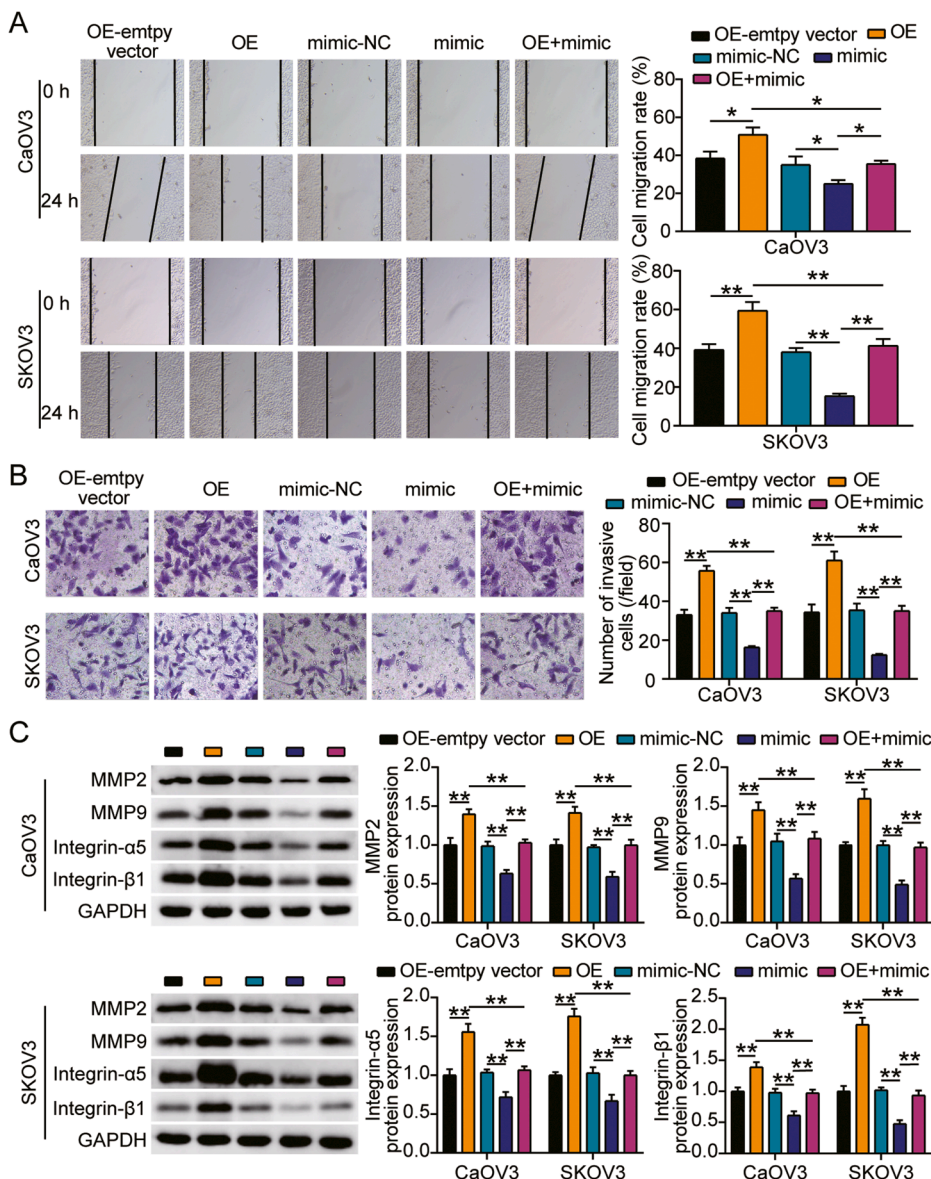 A
OE-emtpy vector
OE
mimic-NC
mimic
OE+mimic
CaOV3
0 h
24 h
SKOV3
0 h
24 h
OE-emtpy vector
OE
mimic-NC
mimic
OE+mimic
Cell migration rate (%)
80
60
40
20
0
*
*
*
*
CaOV3
Cell migration rate (%)
80
60
40
20
0
**
**
**
**
SKOV3
B
OE-emtpy vector
OE
mimic-NC
mimic
OE+mimic
CaOV3
SKOV3
OE-emtpy vector
OE
mimic-NC
mimic
OE+mimic
Number of invasive
cells (/field)
80
60
40
20
0
**
**
**
**
**
**
**
**
CaOV3
SKOV3
C
CaOV3
MMP2
MMP9
Integrin-α5
Integrin-β1
GAPDH
SKOV3
MMP2
MMP9
Integrin-α5
Integrin-β1
GAPDH
OE-emtpy vector
OE
mimic-NC
mimic
OE+mimic
MMP2
protein expression
2.0
1.5
1.0
0.5
0.0
**
**
**
**
**
**
**
**
CaOV3
SKOV3
MMP9
protein expression
2.0
1.5
1.0
0.5
0.0
**
**
**
**
**
**
**
**
CaOV3
SKOV3
OE-emtpy vector
OE
mimic-NC
mimic
OE+mimic
Integrin-α5
protein expression
2.0
1.5
1.0
0.5
0.0
**
**
**
**
**
**
**
**
CaOV3
SKOV3
Integrin-β1
protein expression
2.5
2.0
1.5
1.0
0.5
0.0
**
**
**
**
**
**
**
**
CaOV3
SKOV3